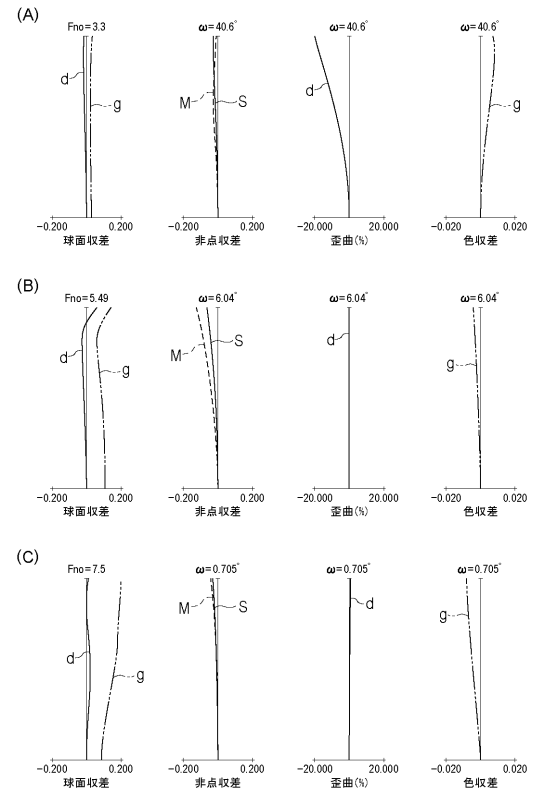 (A)
Fno=3.3 ω=40.6° ω=40.6° ω=40.6°
d g M S d g
-0.200 0.200 -0.200 0.200 -20.000 20.000 -0.020 0.020
球面収差 非点収差 歪曲(%) 色収差
(B)
Fno=5.49 ω=6.04° ω=6.04° ω=6.04°
d g M S d g
-0.200 0.200 -0.200 0.200 -20.000 20.000 -0.020 0.020
球面収差 非点収差 歪曲(%) 色収差
(C)
Fno=7.5 ω=0.705° ω=0.705° ω=0.705°
d g M S d g
-0.200 0.200 -0.200 0.200 -20.000 20.000 -0.020 0.020
球面収差 非点収差 歪曲(%) 色収差